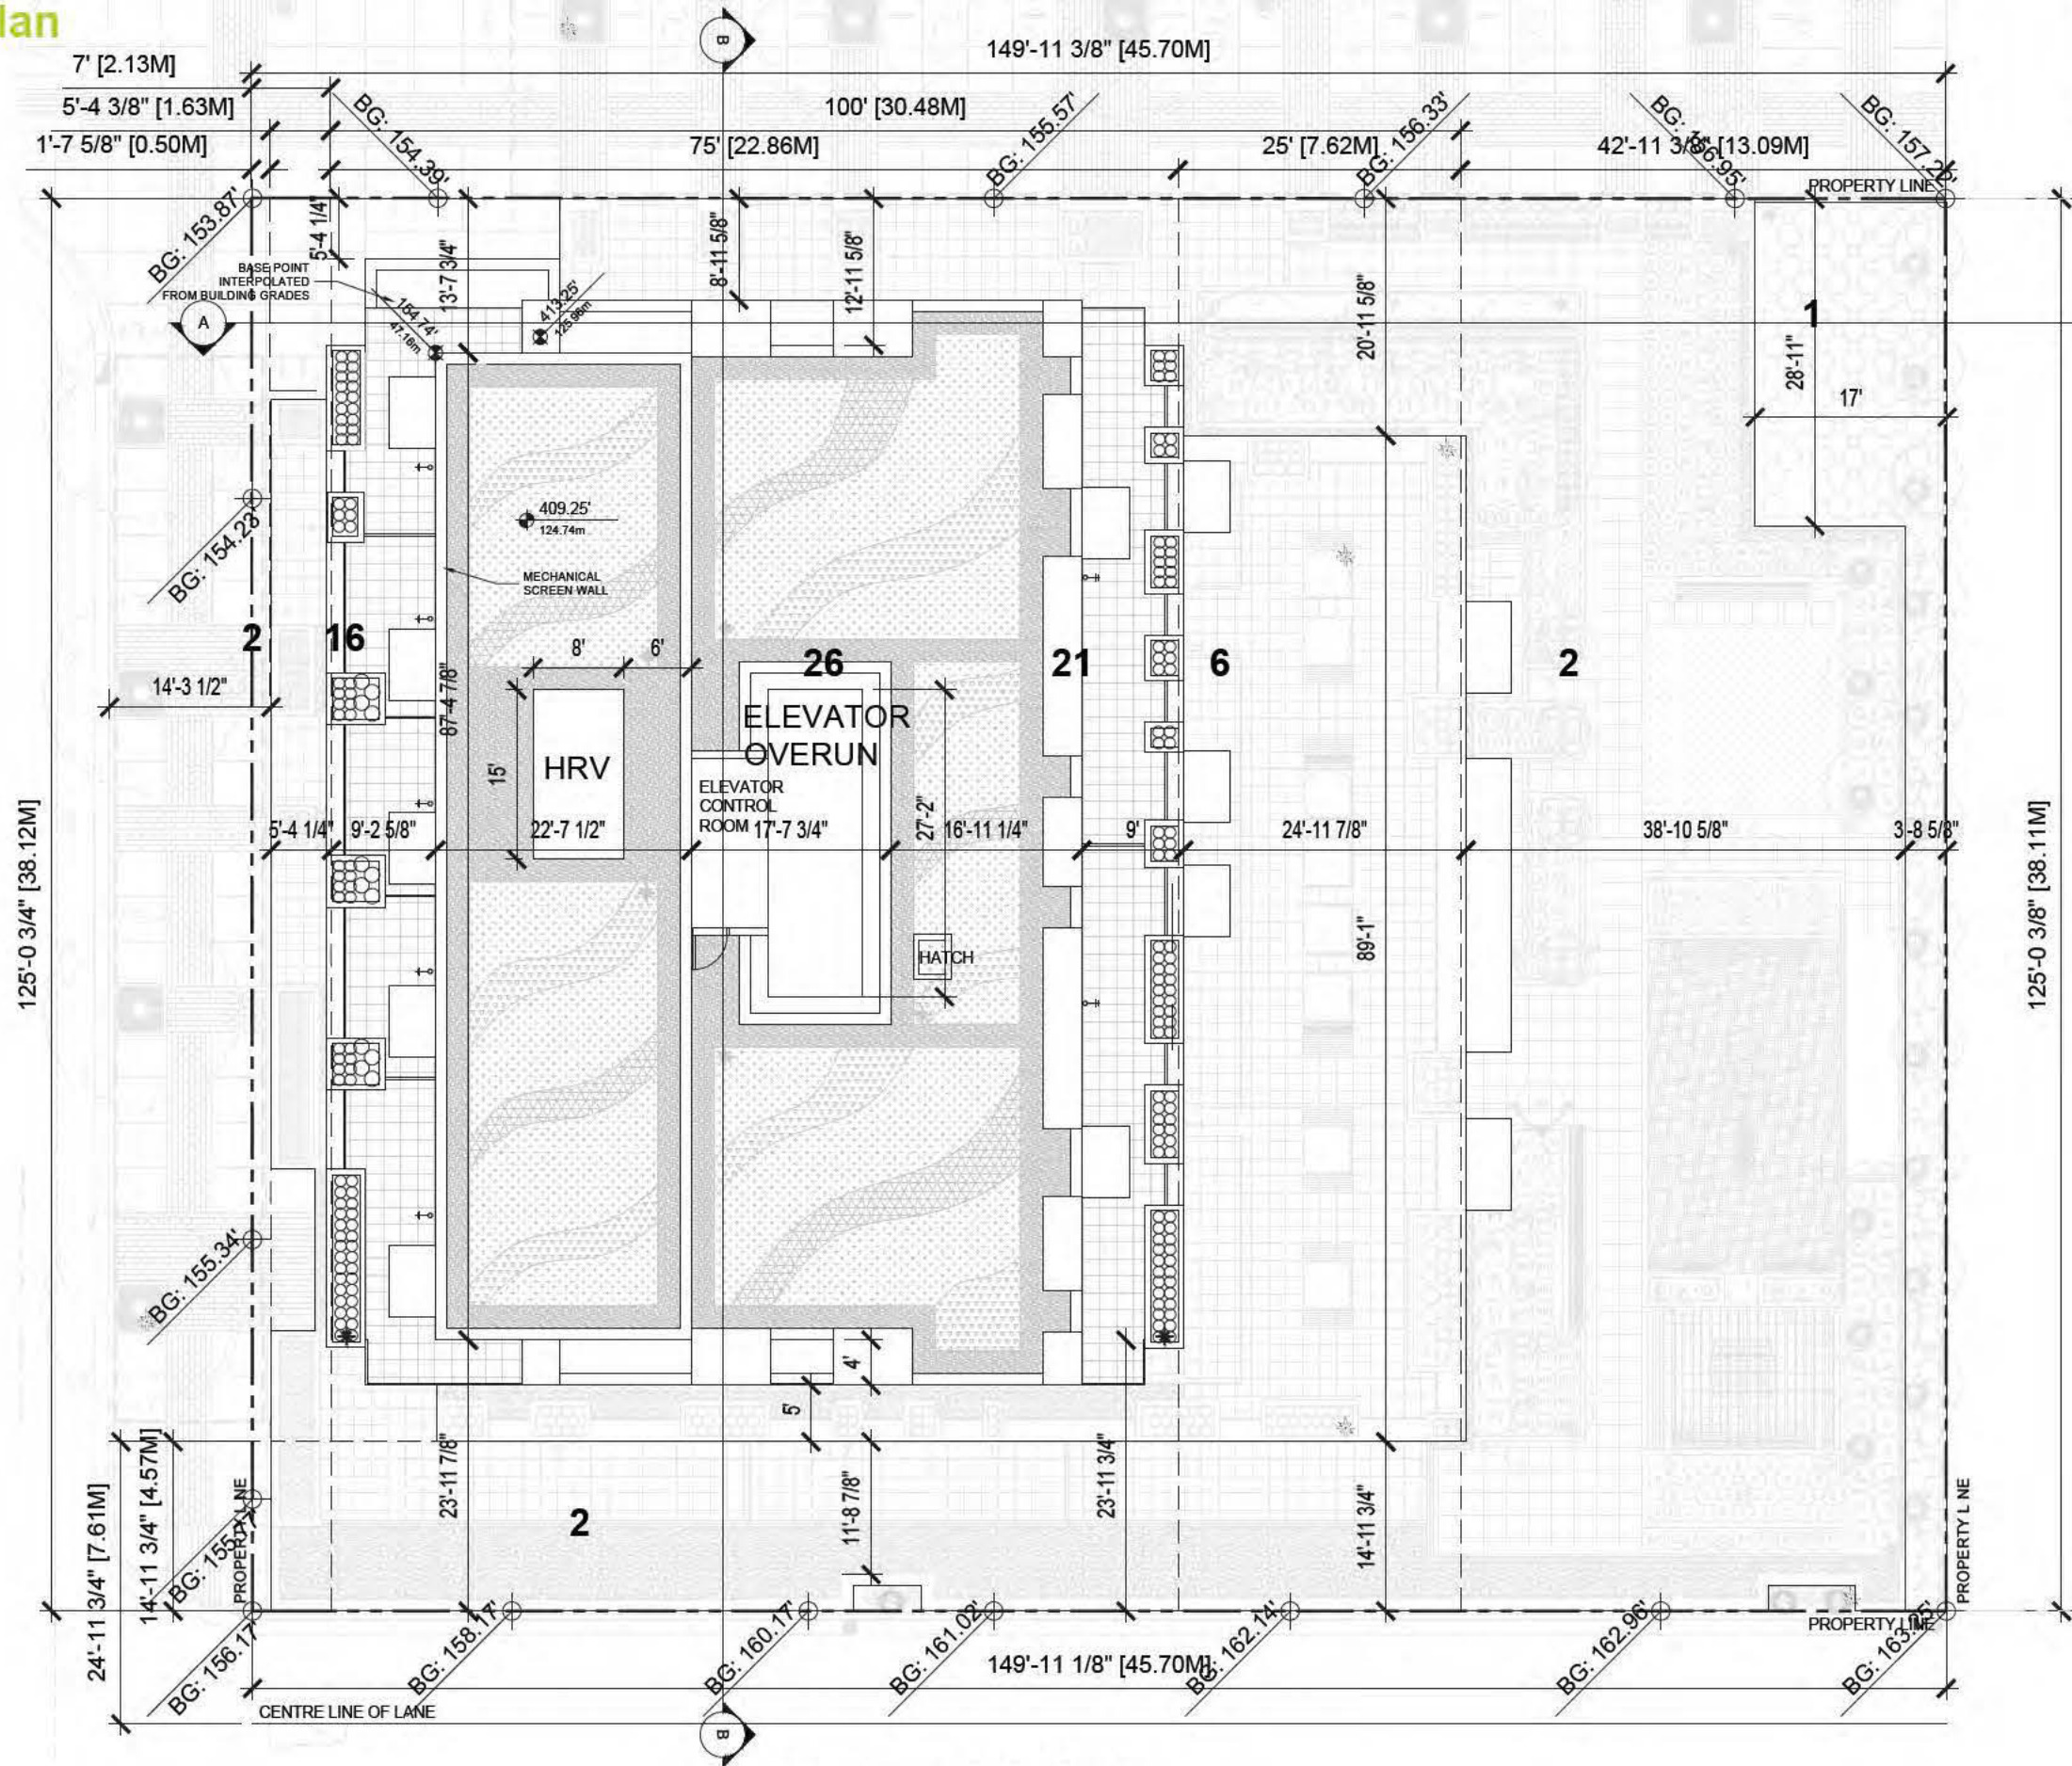 lan
149'-11 3/8" [45.70M]
7' [2.13M]
5'-4 3/8" [1.63M]
100' [30.48M]
1'-7 5/8" [0.50M]
75' [22.86M]
25' [7.62M]
42'-11 3/8" [13.09M]
B
BG: 153.87'
BG: 154.39'
BG: 155.57'
BG: 156.33'
BG: 156.95'
PROPERTY LINE
5'-4 1/4"
13'-7 3/4"
8'-11 5/8"
12'-11 5/8"
20'-11 5/8"
BASE POINT
INTERPOLATED
FROM BUILDING GRADES
A
154.74'
47.16m
413.25'
125.96m
1
28'-11"
17'
409.25'
124.74m
BG: 154.23'
MECHANICAL
SCREEN WALL
2
16
26
21
6
2
8'
6'
14'-3 1/2"
87'-4 7/8"
ELEVATOR
OVERUN
HRV
15'
ELEVATOR
CONTROL
ROOM
27'-2"
125'-0 3/4" [38.12M]
5'-4 1/4"
9'-2 5/8"
22'-7 1/2"
17'-7 3/4"
16'-11 1/4"
9'
24'-11 7/8"
38'-10 5/8"
3-8 5/8"
125'-0 3/8" [38.11M]
89'-1"
HATCH
BG: 155.34'
4'
5'
24'-11 3/4" [7.61M]
14'-11 3/4" [4.57M]
PROPERTY LINE
23'-11 7/8"
2
11'-8 7/8"
23'-11 3/4"
14'-11 3/4"
PROPERTY L NE
BG: 156.17'
BG: 158.17'
BG: 160.17'
BG: 161.02'
BG: 162.14'
BG: 162.96'
PROPERTY LINE
149'-11 1/8" [45.70M]
CENTRE LINE OF LANE
B